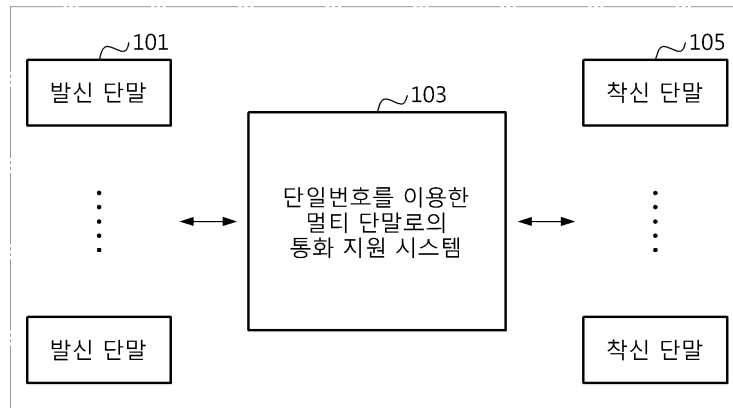 101
발신 단말
103
105
착신 단말
단일번호를 이용한
멀티 단말로의
통화 지원 시스템
발신 단말
착신 단말